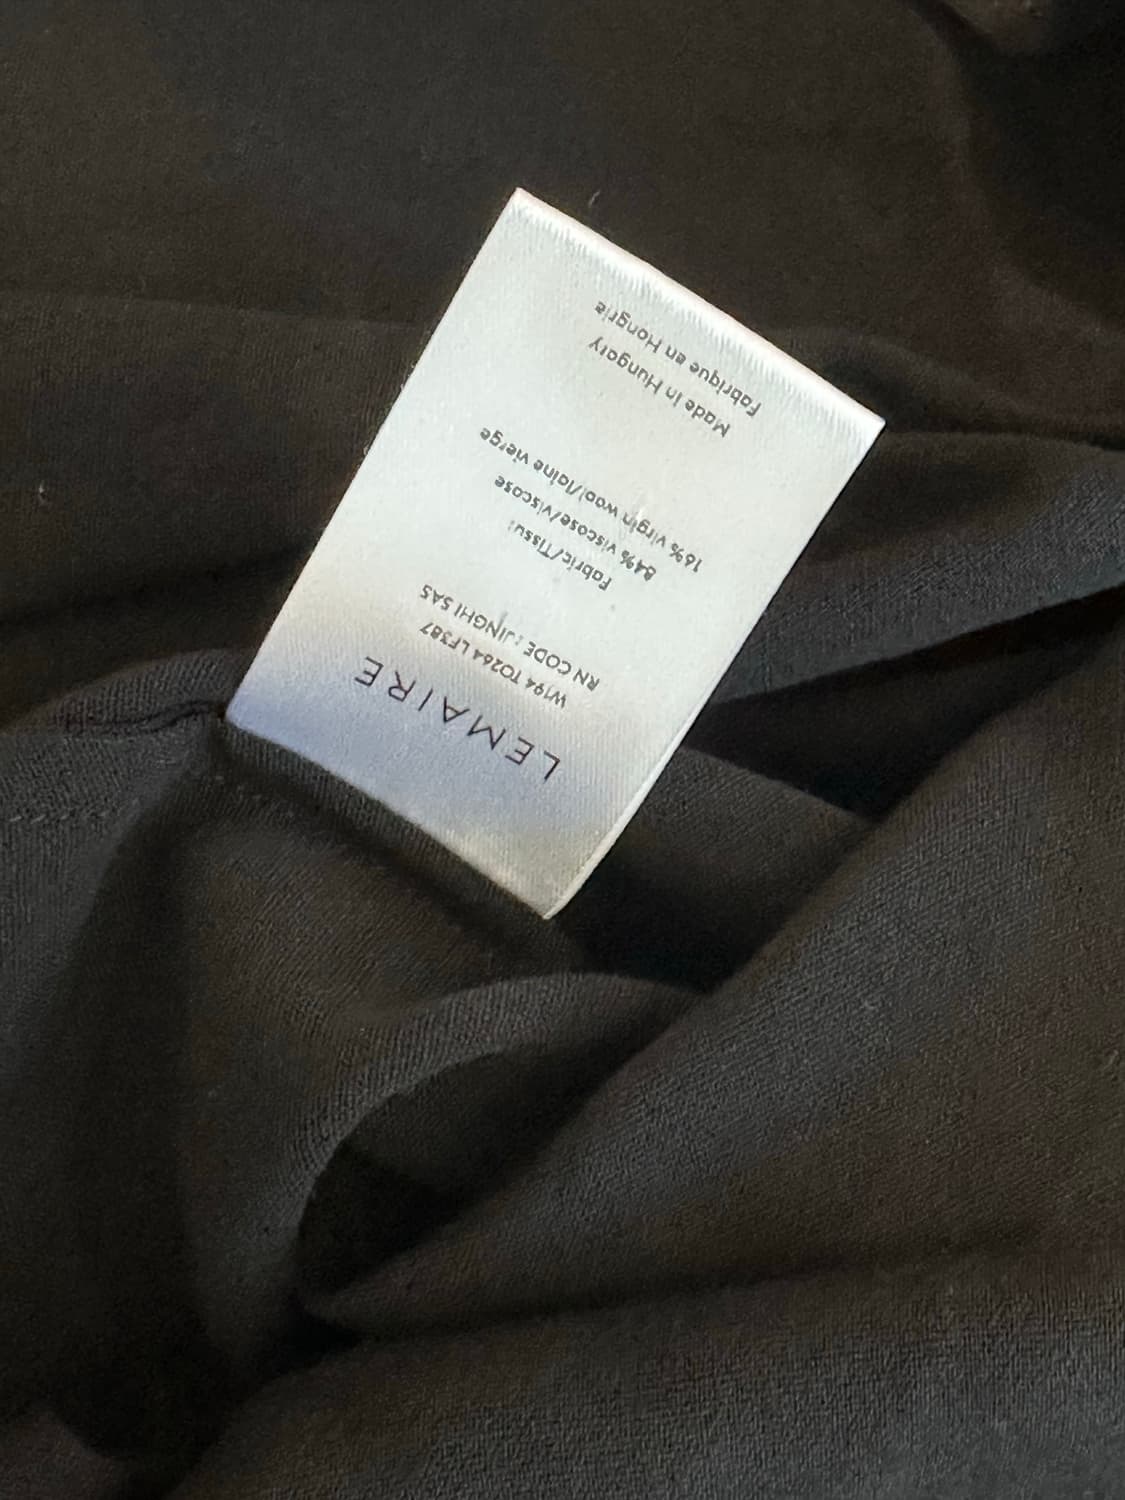 LEMAIRE
W194 TO264 LF387
RN CODE : JINGHI SAS
Fabric/Tissu:
84% viscose/viscose
16% virgin wool/laine vierge
Made in Hungary
Fabrique en Hongrie